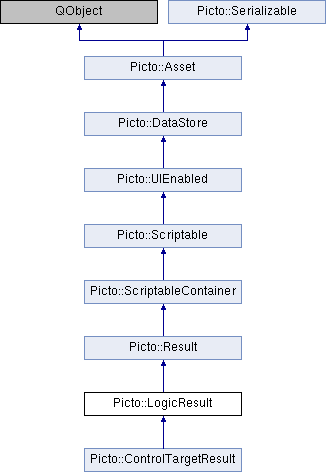 QObject
Picto::Serializable
Picto::Asset
Picto::DataStore
Picto::UIEnabled
Picto::Scriptable
Picto::ScriptableContainer
Picto::Result
Picto::LogicResult
Picto::ControlTargetResult